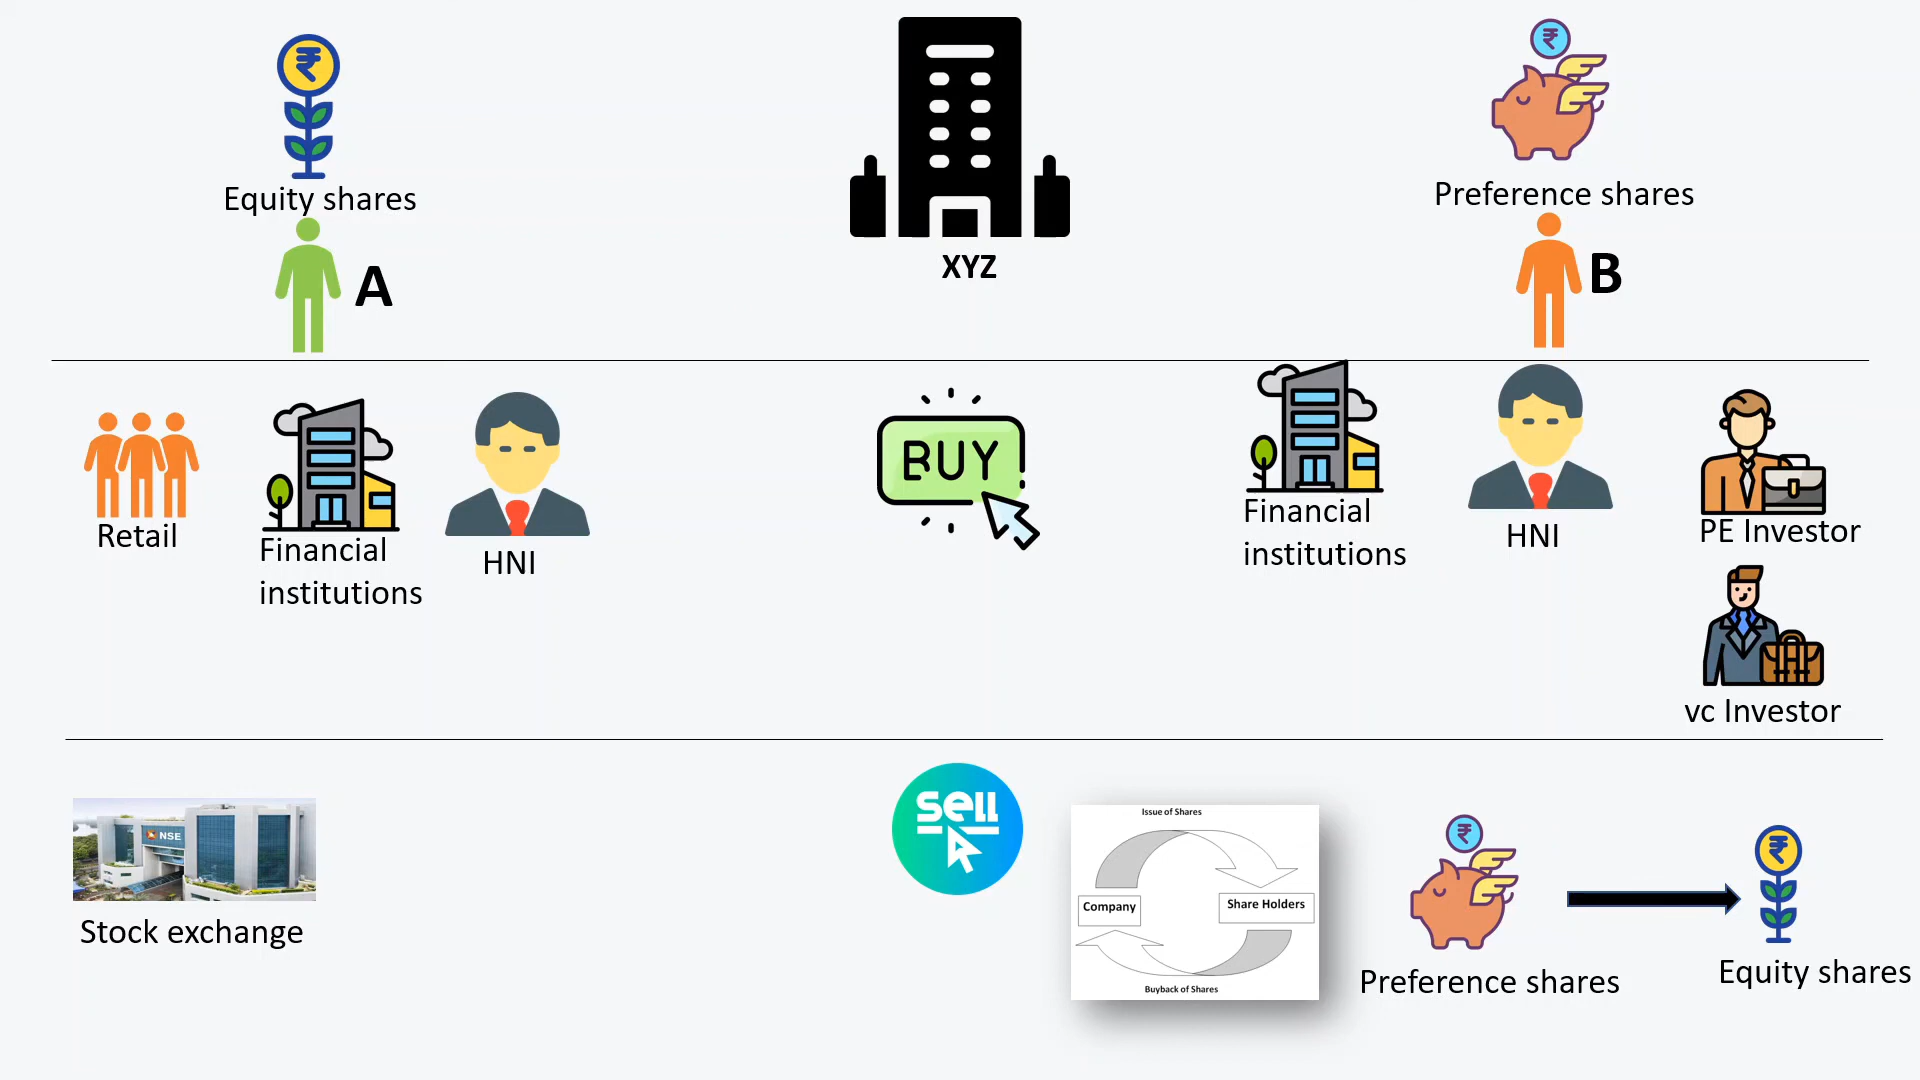 Equity shares
A
XYZ
Preference shares
B
Retail
Financial
institutions
HNI
BUY
Financial
institutions
HNI
PE Investor
vc Investor
NSE
Stock exchange
sell
Issue of Shares
Company
Share Holders
Buyback of Shares
Preference shares
Equity shares